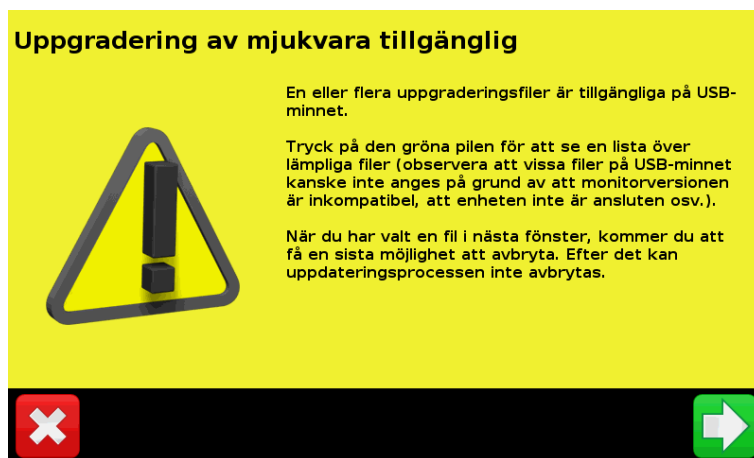 Uppgradering av mjukvara tillgänglig
En eller flera uppgraderingsfiler är tillgängliga på USB-
minnet.
Tryck på den gröna pilen för att se en lista över
lämpliga filer (observera att vissa filer på USB-minnet
kanske inte anges på grund av att monitorversionen
är inkompatibel, att enheten inte är ansluten osv.).
När du har valt en fil i nästa fönster, kommer du att
få en sista möjlighet att avbryta. Efter det kan
uppdateringsprocessen inte avbrytas.